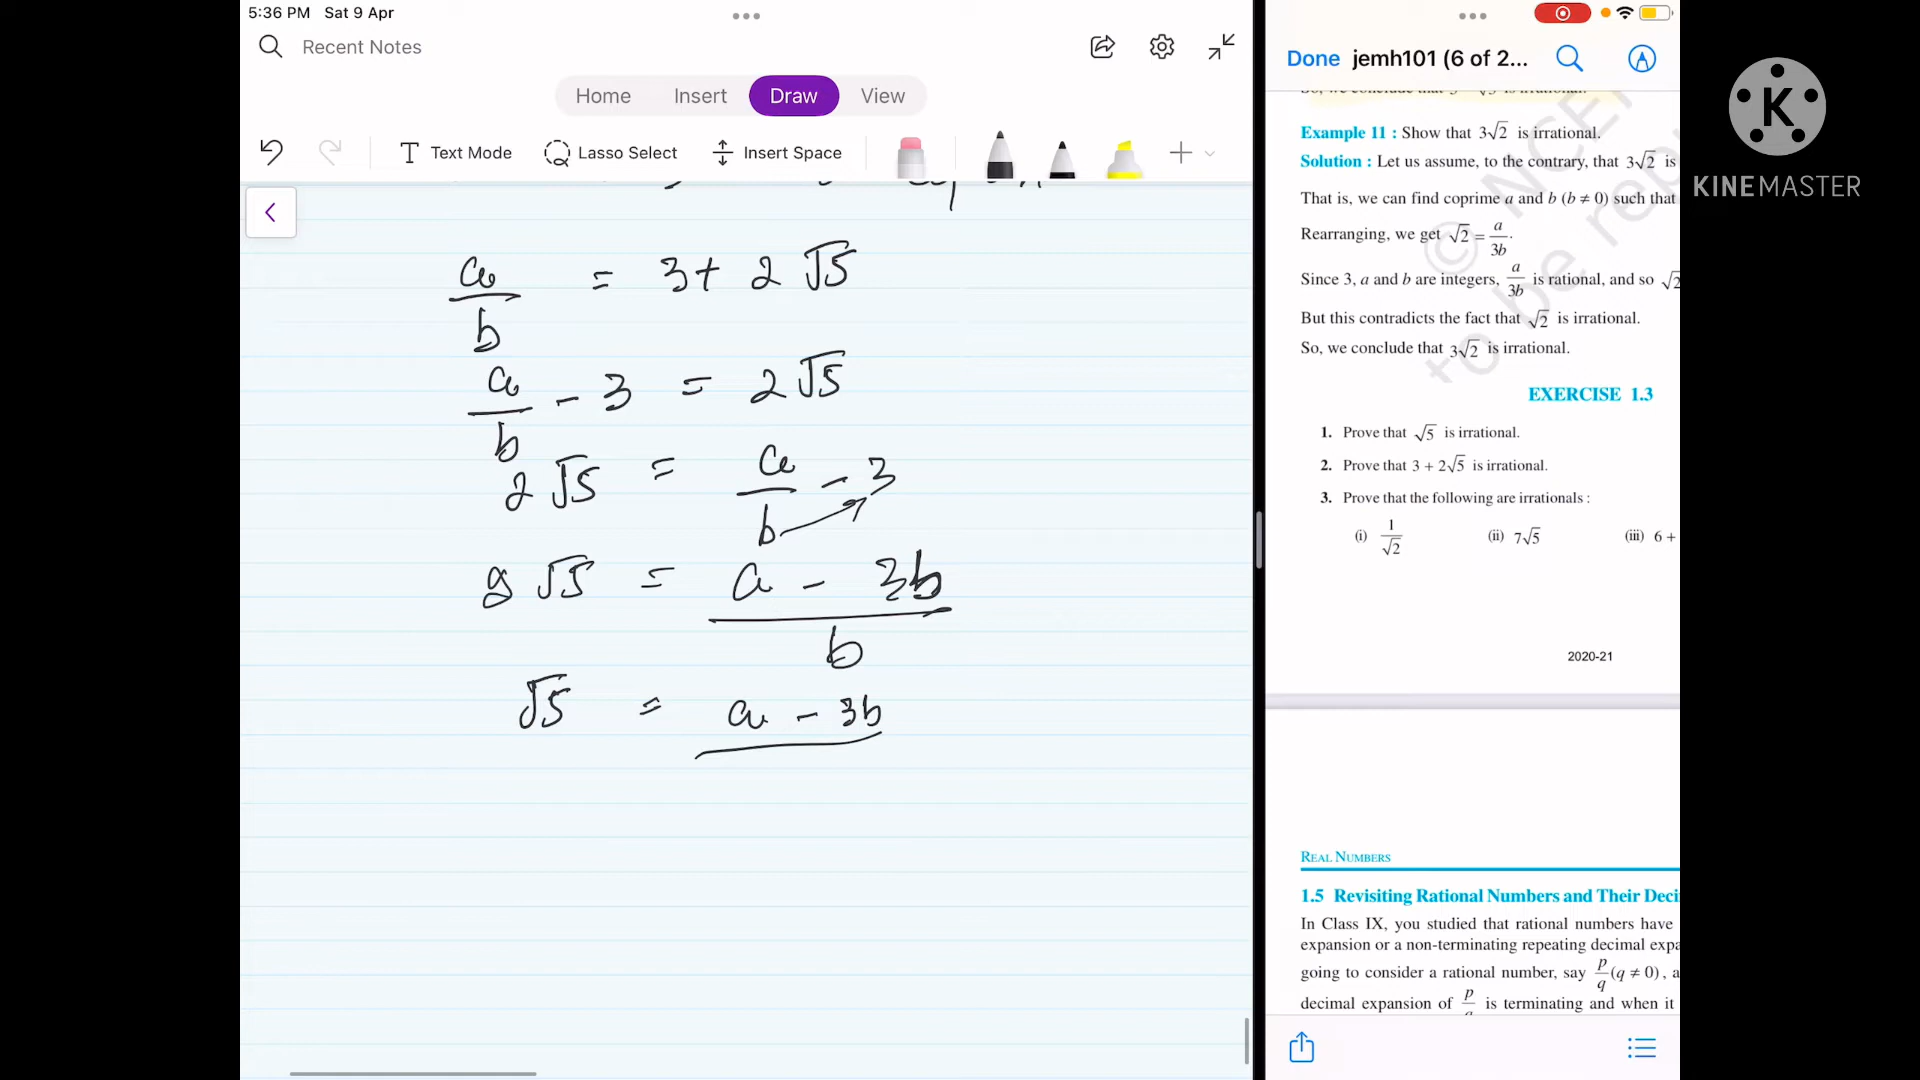 5:36 PM Sat 9 Apr
Recent Notes
Home Insert Draw View
Text Mode Lasso Select Insert Space
a/b = 3 + 2√5
a/b - 3 = 2√5
2√5 = a/b - 3
2√5 = (a - 3b)/b
√5 = a - 3b
Done jemh101 (6 of 2...
Example 11 : Show that 3√2 is irrational.
Solution : Let us assume, to the contrary, that 3√2 is
That is, we can find coprime a and b (b ≠ 0) such that
Rearranging, we get √2 = a/3b.
Since 3, a and b are integers, a/3b is rational, and so √2
But this contradicts the fact that √2 is irrational.
So, we conclude that 3√2 is irrational.
EXERCISE 1.3
1. Prove that √5 is irrational.
2. Prove that 3 + 2√5 is irrational.
3. Prove that the following are irrationals :
(i) 1/√2 (ii) 7√5 (iii) 6 +
2020-21
REAL NUMBERS
1.5 Revisiting Rational Numbers and Their Deci
In Class IX, you studied that rational numbers have
expansion or a non-terminating repeating decimal expa
going to consider a rational number, say p/q (q ≠ 0), a
decimal expansion of p/q is terminating and when it
K
KINEMASTER